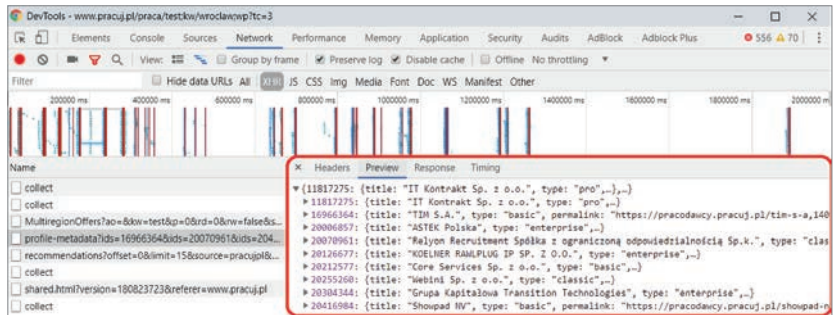 DevTools - www.pracuj.pl/praca/test;kw/wroclaw;wp?tc=3
Elements Console Sources Network Performance Memory Application Security Audits AdBlock Adblock Plus 556 70
View: Group by frame Preserve log Disable cache Offline No throttling
Filter Hide data URLs All XHR JS CSS Img Media Font Doc WS Manifest Other
200000 ms 400000 ms 600000 ms 800000 ms 1000000 ms 1200000 ms 1400000 ms 1600000 ms 1800000 ms 2000000 m
Name × Headers Preview Response Timing
collect
collect
MultiregionOffers?ao=&kw=test&p=0&rd=0&rw=false&s...
profile-metadata?ids=16966364&ids=20070961&ids=204...
recommendations?offset=0&limit=15&source=pracujpl&...
collect
shared.html?version=180823723&referer=www.pracuj.pl
collect
▼{11817275: {title: "IT Kontrakt Sp. z o.o.", type: "pro",…},…}
▶11817275: {title: "IT Kontrakt Sp. z o.o.", type: "pro",…}
▶16966364: {title: "TIM S.A.", type: "basic", permalink: "https://pracodawcy.pracuj.pl/tim-s-a,140
▶20006857: {title: "ASTEK Polska", type: "enterprise",…}
▶20070961: {title: "Relyon Recruitment Spółka z ograniczoną odpowiedzialnością Sp.k.", type: "clas
▶20126677: {title: "KOELNER RAWLPLUG IP SP. Z O.O.", type: "enterprise",…}
▶20212577: {title: "Core Services Sp. z o.o.", type: "basic",…}
▶20255260: {title: "Webini Sp. z o.o.", type: "classic",…}
▶20304344: {title: "Grupa Kapitałowa Transition Technologies", type: "enterprise",…}
▶20416984: {title: "Showpad NV", type: "basic", permalink: "https://pracodawcy.pracuj.pl/showpad-n